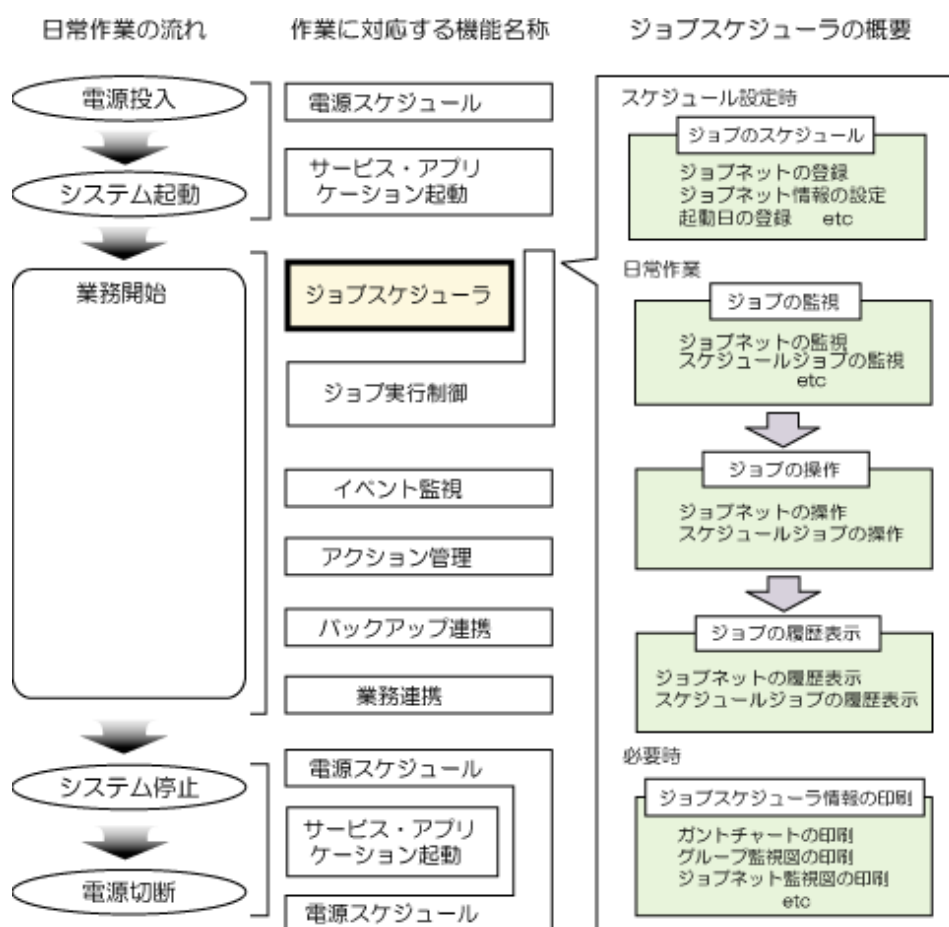 日常作業の流れ
作業に対応する機能名称
ジョブスケジューラの概要
電源投入
システム起動
業務開始
システム停止
電源切断
電源スケジュール
サービス・アプリ
ケーション起動
ジョブスケジューラ
ジョブ実行制御
イベント監視
アクション管理
バックアップ連携
業務連携
電源スケジュール
サービス・アプリ
ケーション起動
電源スケジュール
スケジュール設定時
ジョブのスケジュール
ジョブネットの登録
ジョブネット情報の設定
起動日の登録 etc
日常作業
ジョブの監視
ジョブネットの監視
スケジュールジョブの監視
etc
ジョブの操作
ジョブネットの操作
スケジュールジョブの操作
ジョブの履歴表示
ジョブネットの履歴表示
スケジュールジョブの履歴表示
必要時
ジョブスケジューラ情報の印刷
ガントチャートの印刷
グループ監視図の印刷
ジョブネット監視図の印刷
etc